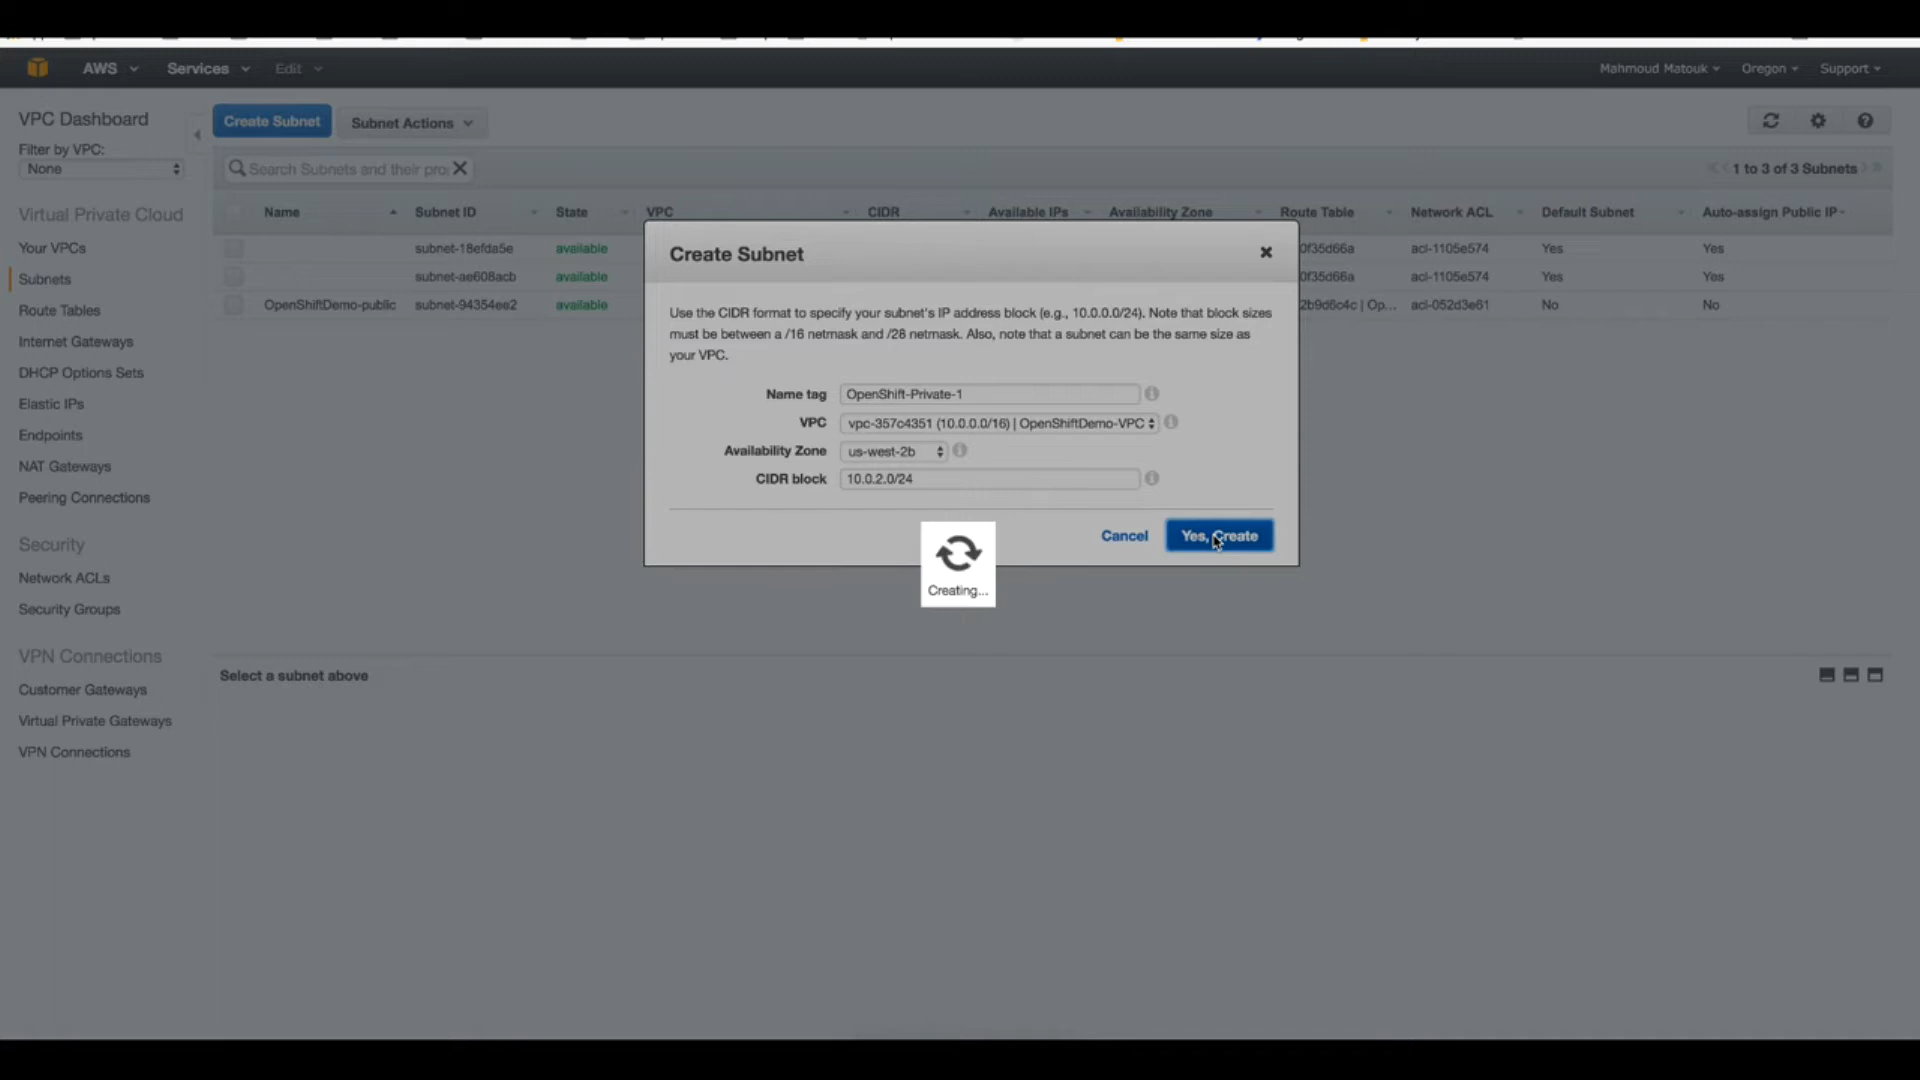 AWS Services Edit Mahmoud Matouk Oregon Support
VPC Dashboard
Filter by VPC:
None
Virtual Private Cloud
Your VPCs
Subnets
Route Tables
Internet Gateways
DHCP Options Sets
Elastic IPs
Endpoints
NAT Gateways
Peering Connections
Security
Network ACLs
Security Groups
VPN Connections
Customer Gateways
Virtual Private Gateways
VPN Connections
Create Subnet Subnet Actions
Search Subnets and their pro
1 to 3 of 3 Subnets
Name Subnet ID State VPC CIDR Available IPs Availability Zone Route Table Network ACL Default Subnet Auto-assign Public IP
subnet-18efda5e available 0f35d66a acl-1105e574 Yes Yes
subnet-ae608acb available 0f35d66a acl-1105e574 Yes Yes
OpenShiftDemo-public subnet-94354ee2 available 2b9d6c4c | Op... acl-052d3e61 No No
Create Subnet
Use the CIDR format to specify your subnet's IP address block (e.g., 10.0.0.0/24). Note that block sizes
must be between a /16 netmask and /28 netmask. Also, note that a subnet can be the same size as
your VPC.
Name tag OpenShift-Private-1
VPC vpc-357c4351 (10.0.0.0/16) | OpenShiftDemo-VPC
Availability Zone us-west-2b
CIDR block 10.0.2.0/24
Cancel Yes, Create
Creating...
Select a subnet above